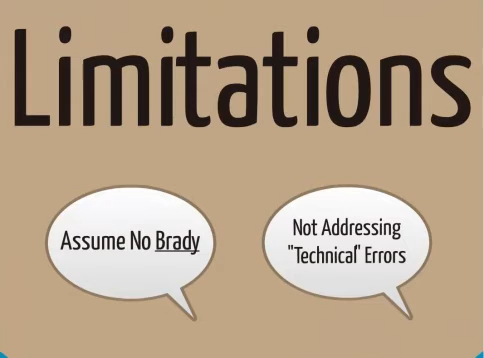 Limitations
Assume No Brady
Not Addressing
"Technical" Errors